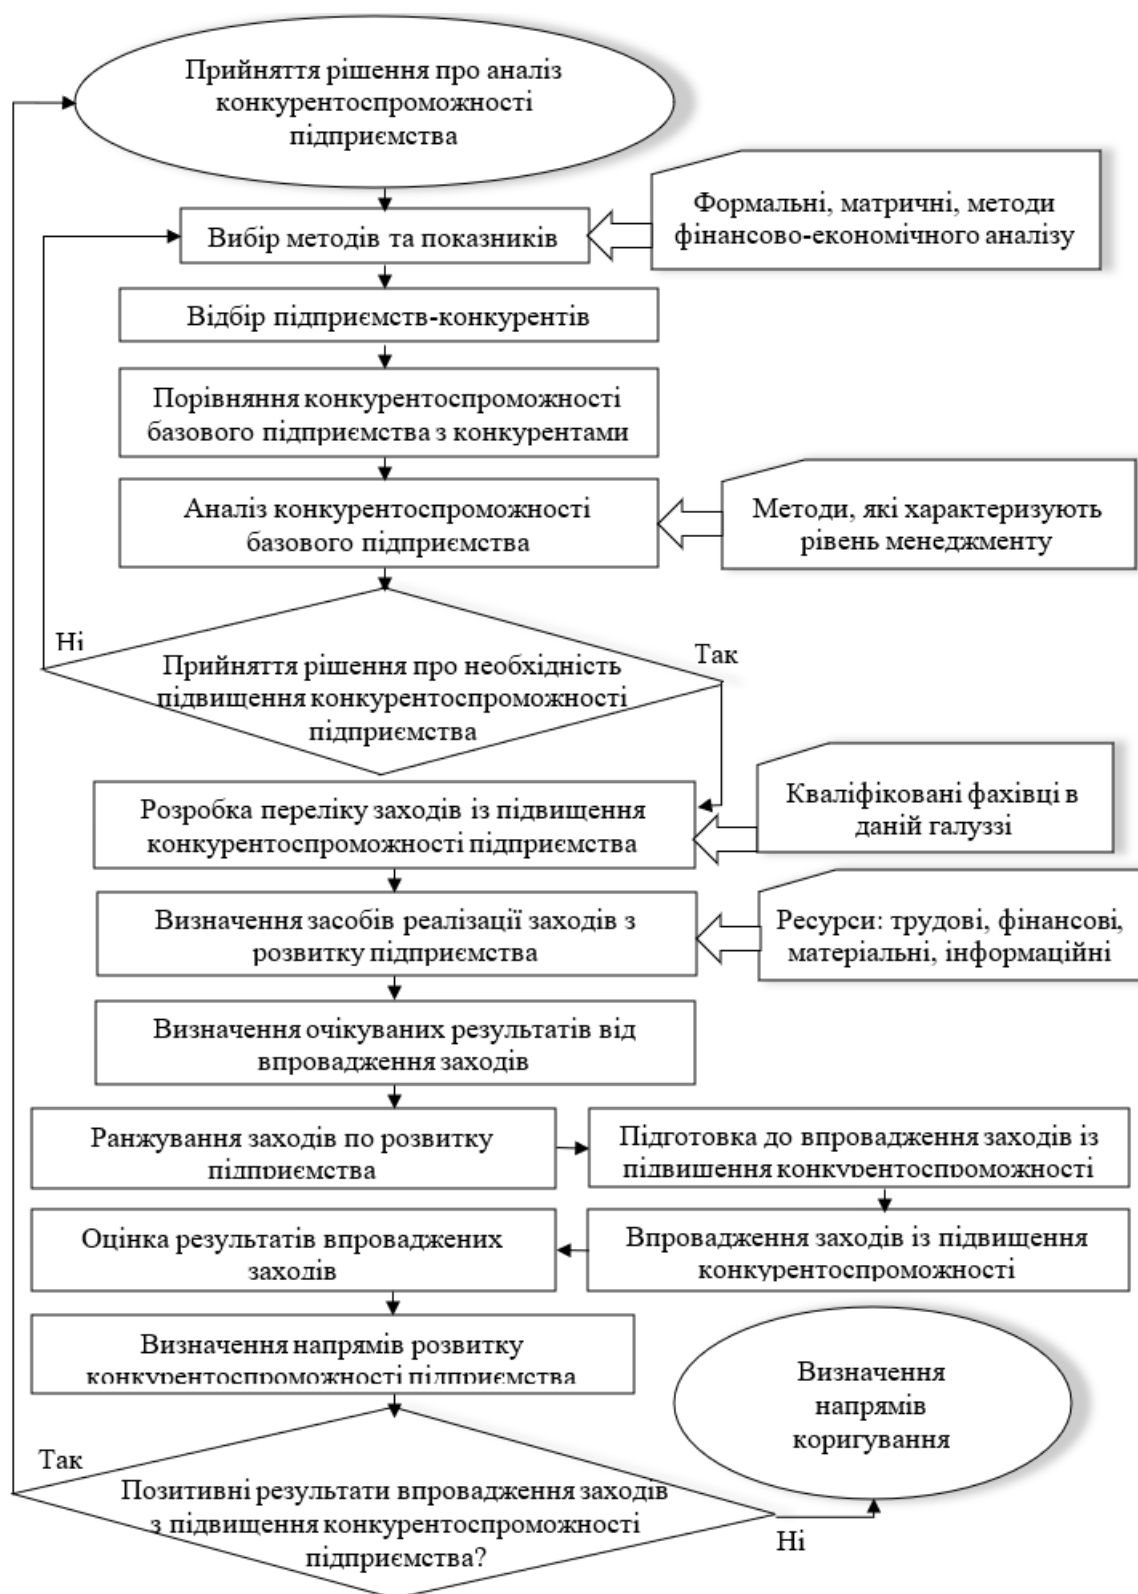 Прийняття рішення про аналіз
конкурентоспроможності
підприємства
Формальні, матричні, методи
фінансово-економічного аналізу
Вибір методів та показників
Відбір підприємств-конкурентів
Порівняння конкурентоспроможності
базового підприємства з конкурентами
Аналіз конкурентоспроможності
базового підприємства
Методи, які характеризують
рівень менеджменту
Ні
Так
Прийняття рішення про необхідність
підвищення конкурентоспроможності
підприємства
Розробка переліку заходів із підвищення
конкурентоспроможності підприємства
Кваліфіковані фахівці в
даній галуззі
Визначення засобів реалізації заходів з
розвитку підприємства
Ресурси: трудові, фінансові,
матеріальні, інформаційні
Визначення очікуваних результатів від
впровадження заходів
Ранжування заходів по розвитку
підприємства
Підготовка до впровадження заходів із
підвищення конкурентоспроможності
Оцінка результатів впроваджених
заходів
Впровадження заходів із підвищення
конкурентоспроможності
Визначення напрямів розвитку
конкурентоспроможності підприємства
Визначення
напрямів
коригування
Так
Позитивні результати впровадження заходів
з підвищення конкурентоспроможності
підприємства?
Ні